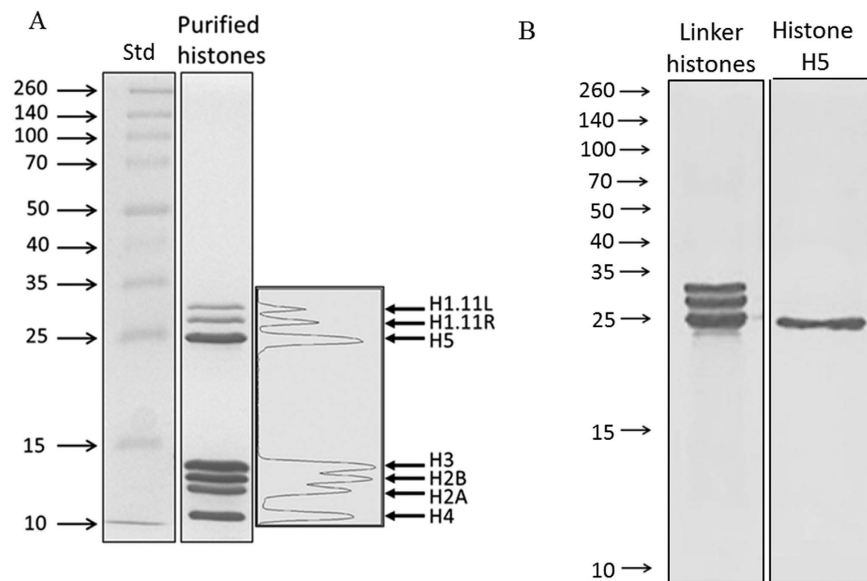 A
Std
Purified
histones
260
140
100
70
50
40
35
25
15
10
H1.11L
H1.11R
H5
H3
H2B
H2A
H4
B
Linker
histones
Histone
H5
260
140
100
70
50
40
35
25
15
10